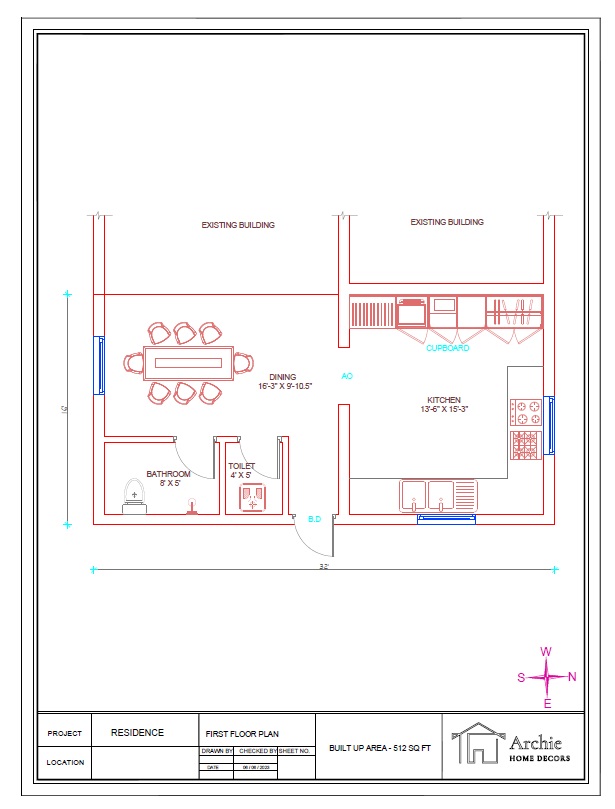 EXISTING BUILDING
EXISTING BUILDING
CUPBOARD
DINING
16'-3" X 9'-10.5"
AO
KITCHEN
13'-6" X 15'-3"
BATHROOM
8' X 5'
TOILET
4' X 5'
B.D
32'
W
S
N
E
PROJECT
RESIDENCE
FIRST FLOOR PLAN
DRAWN BY
CHECKED BY
SHEET NO.
DATE
06 / 06 / 2023
LOCATION
BUILT UP AREA - 512 SQ FT
Archie
HOME DECORS